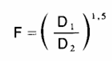 F = ( D₁ / D₂ )^1,5